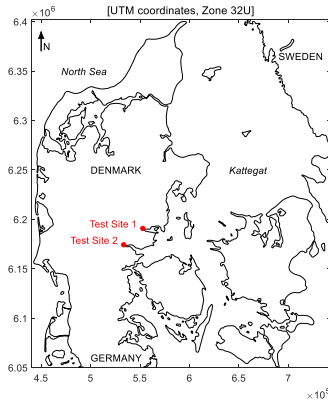 [UTM coordinates, Zone 32U]
×10⁶
6.4
N
SWEDEN
North Sea
6.35
6.3
DENMARK
Kattegat
6.25
6.2
Test Site 1
Test Site 2
6.15
6.1
GERMANY
6.05
4.5 5 5.5 6 6.5 7